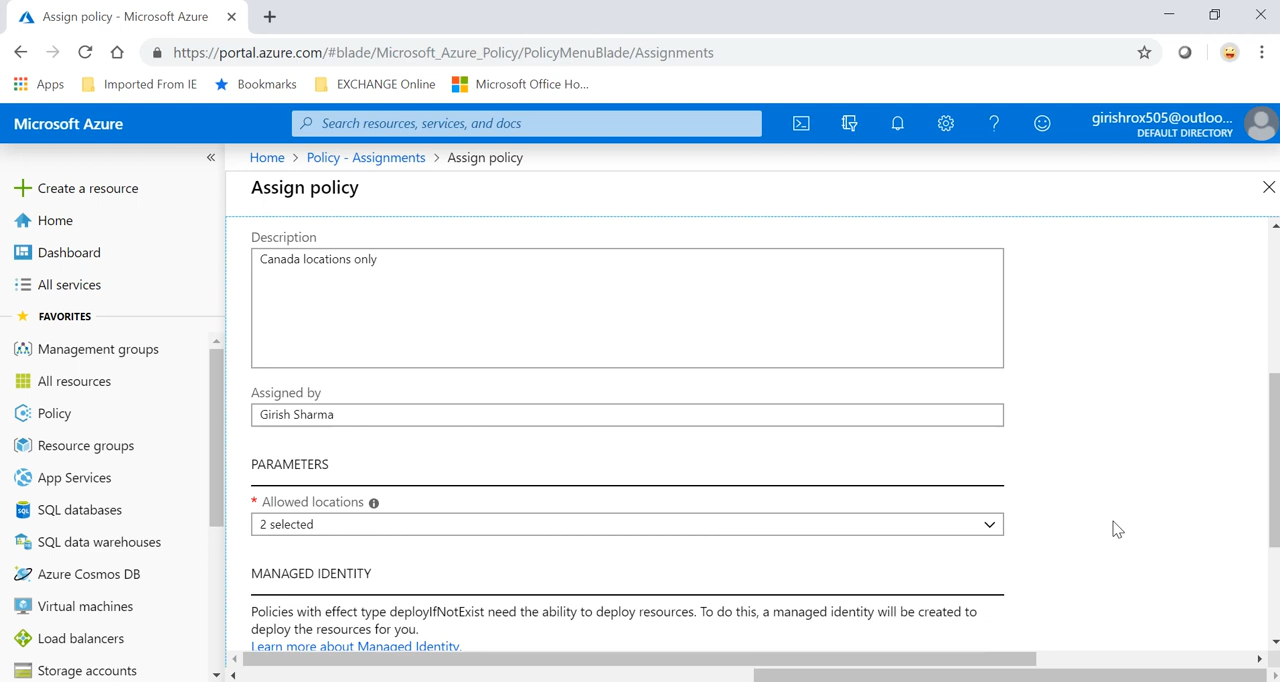 Assign policy - Microsoft Azure
https://portal.azure.com/#blade/Microsoft_Azure_Policy/PolicyMenuBlade/Assignments
Apps Imported From IE Bookmarks EXCHANGE Online Microsoft Office Ho...
Microsoft Azure
Search resources, services, and docs
girishrox505@outloo...
DEFAULT DIRECTORY
Home > Policy - Assignments > Assign policy
Assign policy
Create a resource
Home
Dashboard
All services
FAVORITES
Management groups
All resources
Policy
Resource groups
App Services
SQL databases
SQL data warehouses
Azure Cosmos DB
Virtual machines
Load balancers
Storage accounts
Description
Canada locations only
Assigned by
Girish Sharma
PARAMETERS
* Allowed locations
2 selected
MANAGED IDENTITY
Policies with effect type deployIfNotExist need the ability to deploy resources. To do this, a managed identity will be created to
deploy the resources for you.
Learn more about Managed Identity.